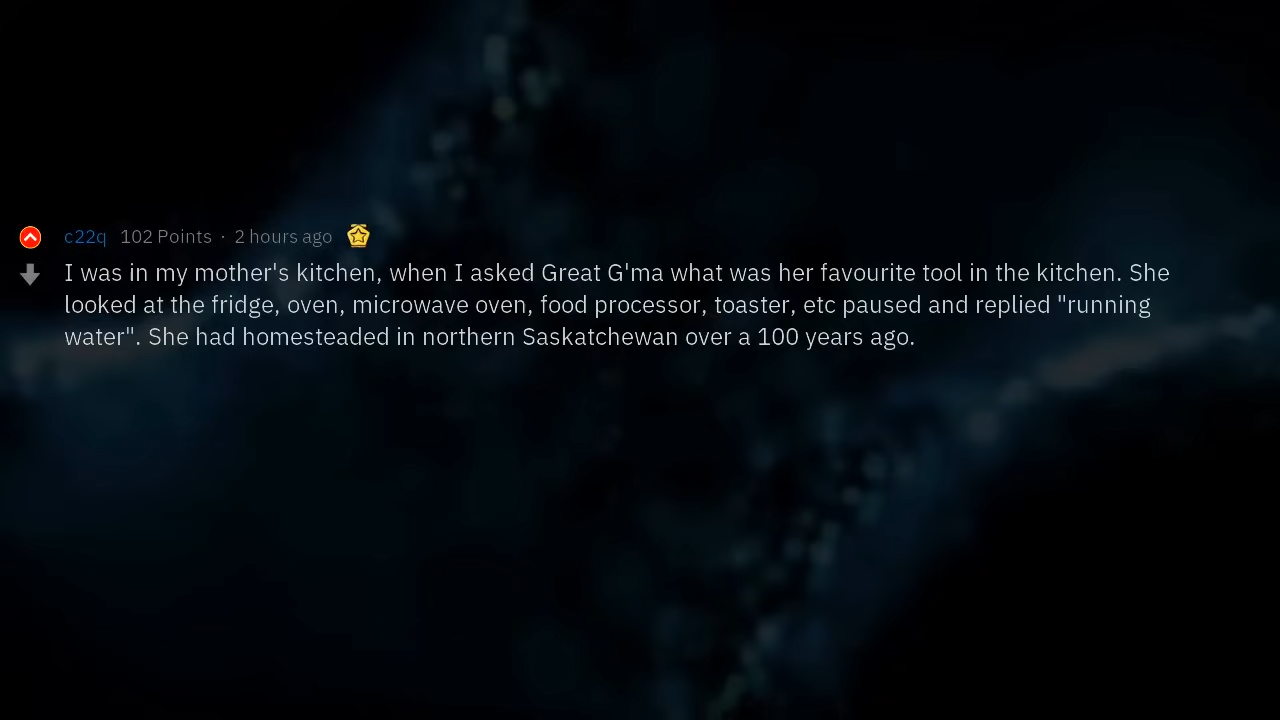 c22q 102 Points · 2 hours ago
I was in my mother's kitchen, when I asked Great G'ma what was her favourite tool in the kitchen. She
looked at the fridge, oven, microwave oven, food processor, toaster, etc paused and replied "running
water". She had homesteaded in northern Saskatchewan over a 100 years ago.